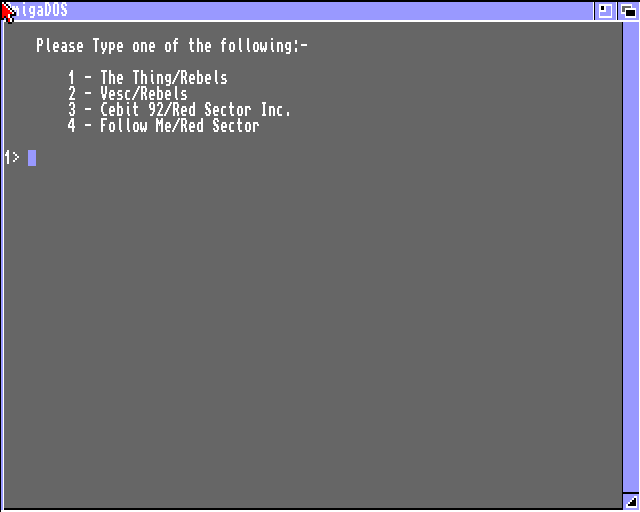 migaDOS
Please Type one of the following:-
1 - The Thing/Rebels
2 - Vesc/Rebels
3 - Cebit 92/Red Sector Inc.
4 - Follow Me/Red Sector
1>